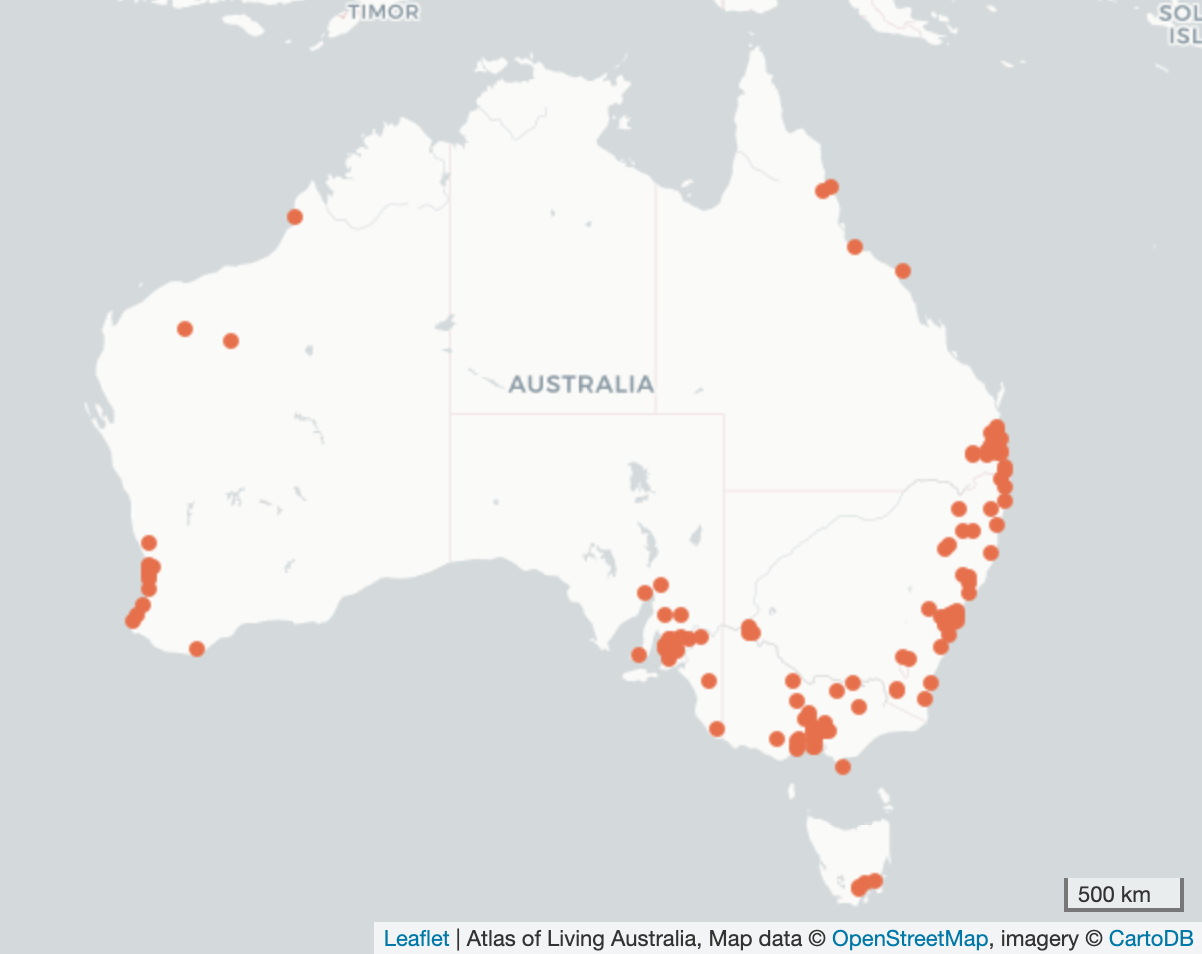 TIMOR
SOL
ISL
AUSTRALIA
500 km
Leaflet | Atlas of Living Australia, Map data © OpenStreetMap, imagery © CartoDB